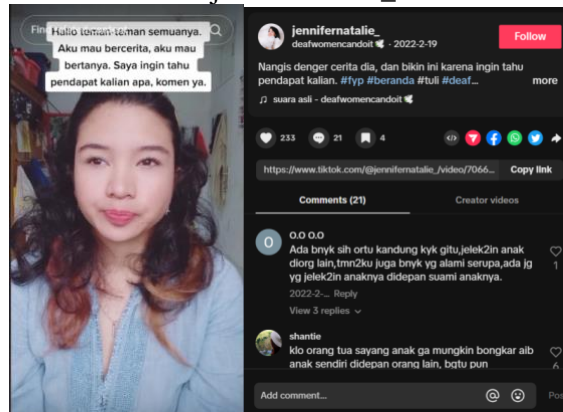 Find
Hallo teman-teman semuanya.
Aku mau bercerita, aku mau
bertanya. Saya ingin tahu
pendapat kalian apa, komen ya.
jennifernatalie_
deafwomencandoit · 2022-2-19
Follow
Nangis denger cerita dia, dan bikin ini karena ingin tahu
pendapat kalian. #fyp #beranda #tuli #deaf...
more
suara asli - deafwomencandoit
233
21
4
https://www.tiktok.com/@jennifernatalie_/video/7066...
Copy link
Comments (21)
Creator videos
O
O.O O.O
Ada bnyk sih ortu kandung kyk gitu,jelek2in anak
diorg lain,tmn2ku juga bnyk yg alami serupa,ada jg
yg jelek2in anaknya didepan suami anaknya.
1
2022-2-... Reply
View 3 replies
shantie
klo orang tua sayang anak ga mungkin bongkar aib
anak sendiri didepan orang lain, bgtu pun
6
Add comment...